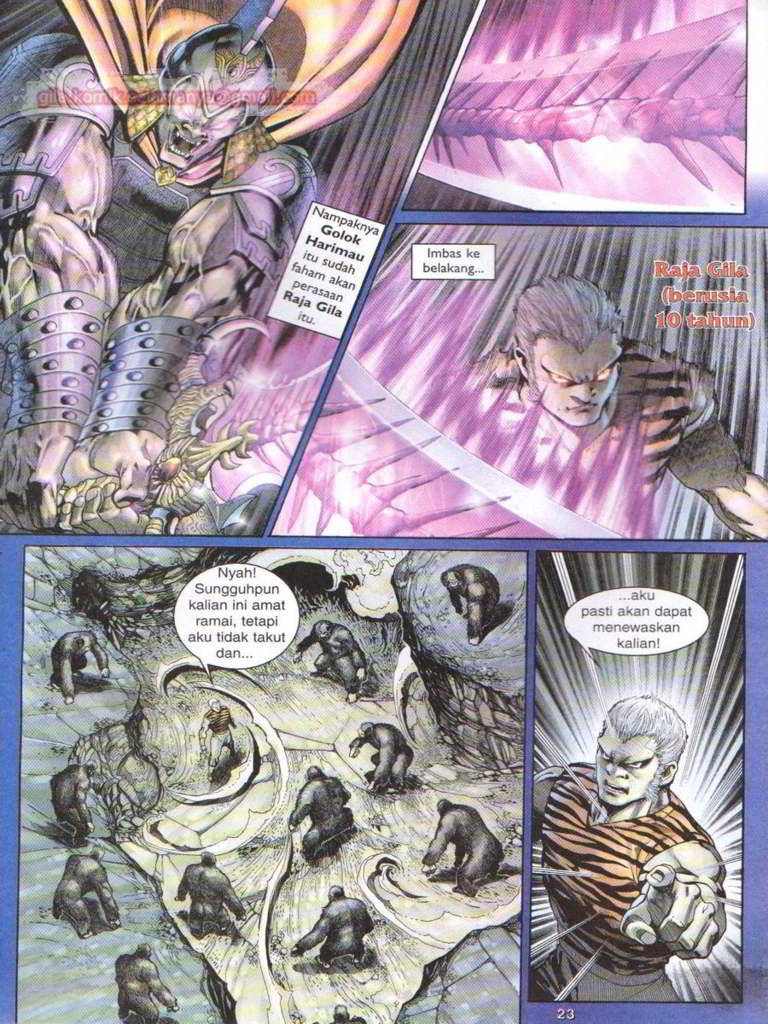 Nampaknya
Golok
Harimau
itu sudah
faham akan
perasaan
Raja Gila
itu.
Imbas ke
belakang...
Raja Gila
(berusia
10 tahun)
Nyah!
Sungguhpun
kalian ini amat
ramai, tetapi
aku tidak takut
dan...
...aku
pasti akan dapat
menewaskan
kalian!
23